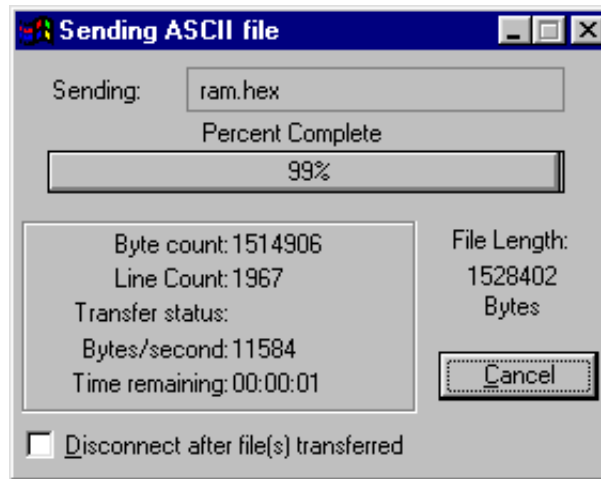 Sending ASCII file
Sending: ram.hex
Percent Complete
99%
Byte count: 1514906
Line Count: 1967
Transfer status:
Bytes/second: 11584
Time remaining: 00:00:01
File Length:
1528402
Bytes
Cancel
Disconnect after file(s) transferred